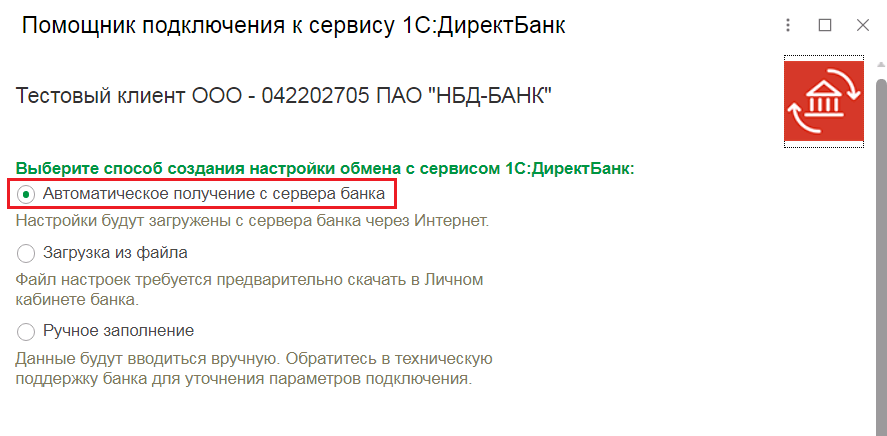 Помощник подключения к сервису 1С:ДиректБанк
Тестовый клиент ООО - 042202705 ПАО "НБД-БАНК"
Выберите способ создания настройки обмена с сервисом 1С:ДиректБанк:
Автоматическое получение с сервера банка
Настройки будут загружены с сервера банка через Интернет.
Загрузка из файла
Файл настроек требуется предварительно скачать в Личном
кабинете банка.
Ручное заполнение
Данные будут вводиться вручную. Обратитесь в техническую
поддержку банка для уточнения параметров подключения.